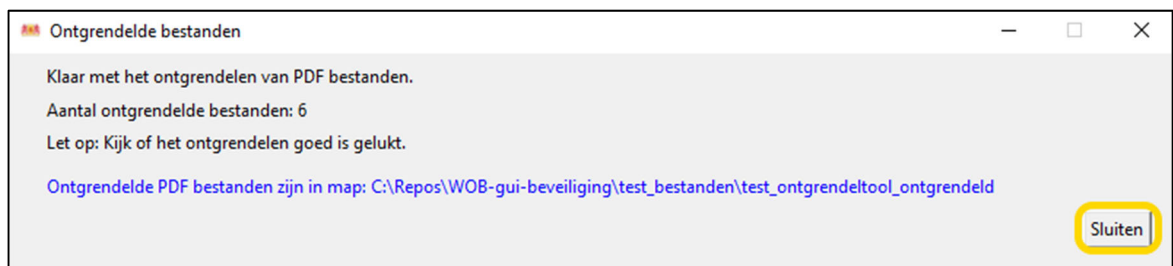 Ontgrendelde bestanden
Klaar met het ontgrendelen van PDF bestanden.
Aantal ontgrendelde bestanden: 6
Let op: Kijk of het ontgrendelen goed is gelukt.
Ontgrendelde PDF bestanden zijn in map: C:\Repos\WOB-gui-beveiliging\test_bestanden\test_ontgrendeltool_ontgrendeld
Sluiten